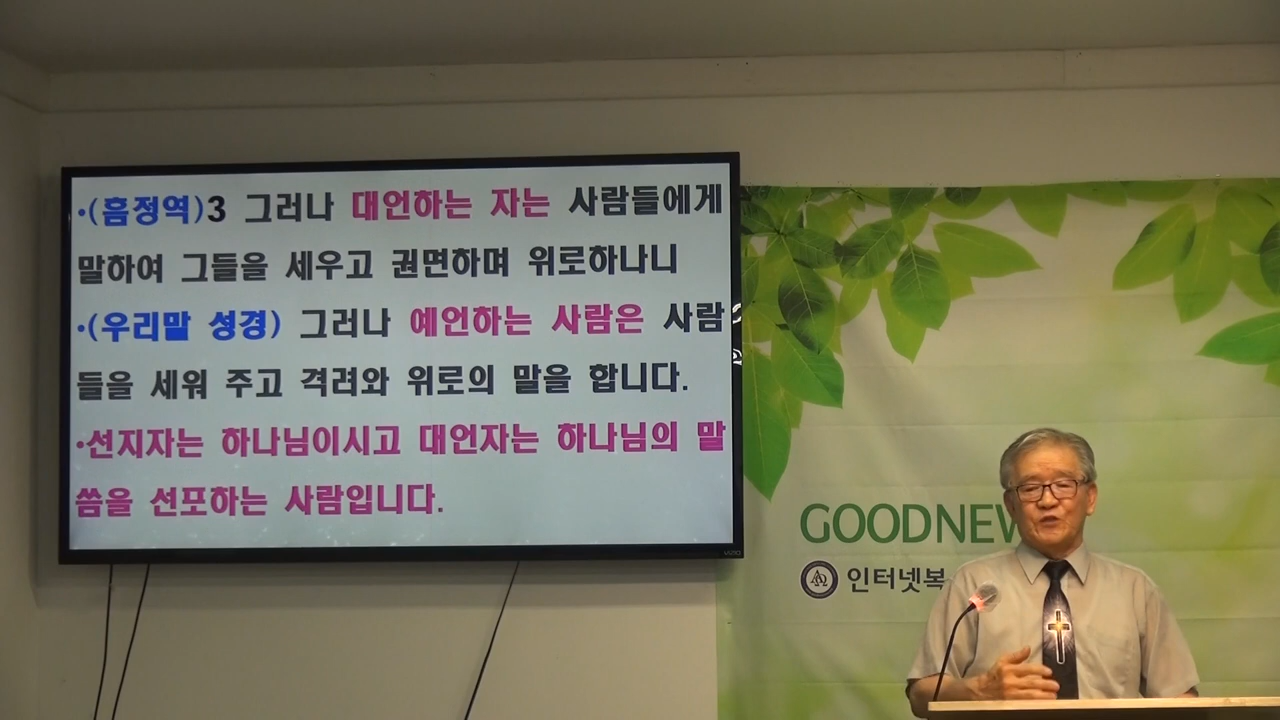 ·(흠정역)3 그러나 대언하는 자는 사람들에게
말하여 그들을 세우고 권면하며 위로하나니
·(우리말 성경) 그러나 예언하는 사람은 사람
들을 세워 주고 격려와 위로의 말을 합니다.
·선지자는 하나님이시고 대언자는 하나님의 말
씀을 선포하는 사람입니다.
VIZIO
GOODNEW
ΑΩ
인터넷복